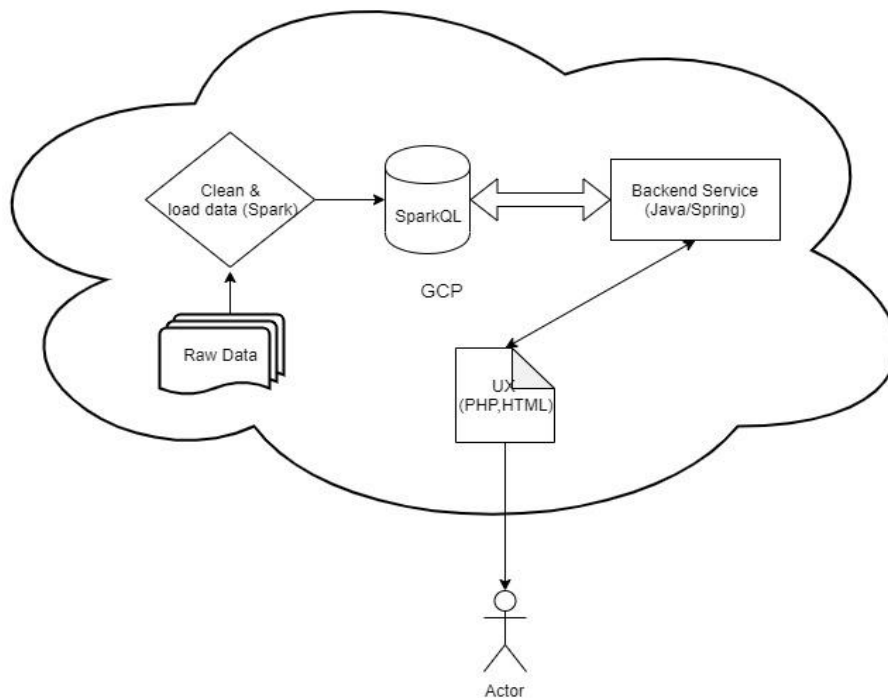 Clean &
load data (Spark)
SparkQL
Backend Service
(Java/Spring)
GCP
Raw Data
UX
(PHP,HTML)
Actor